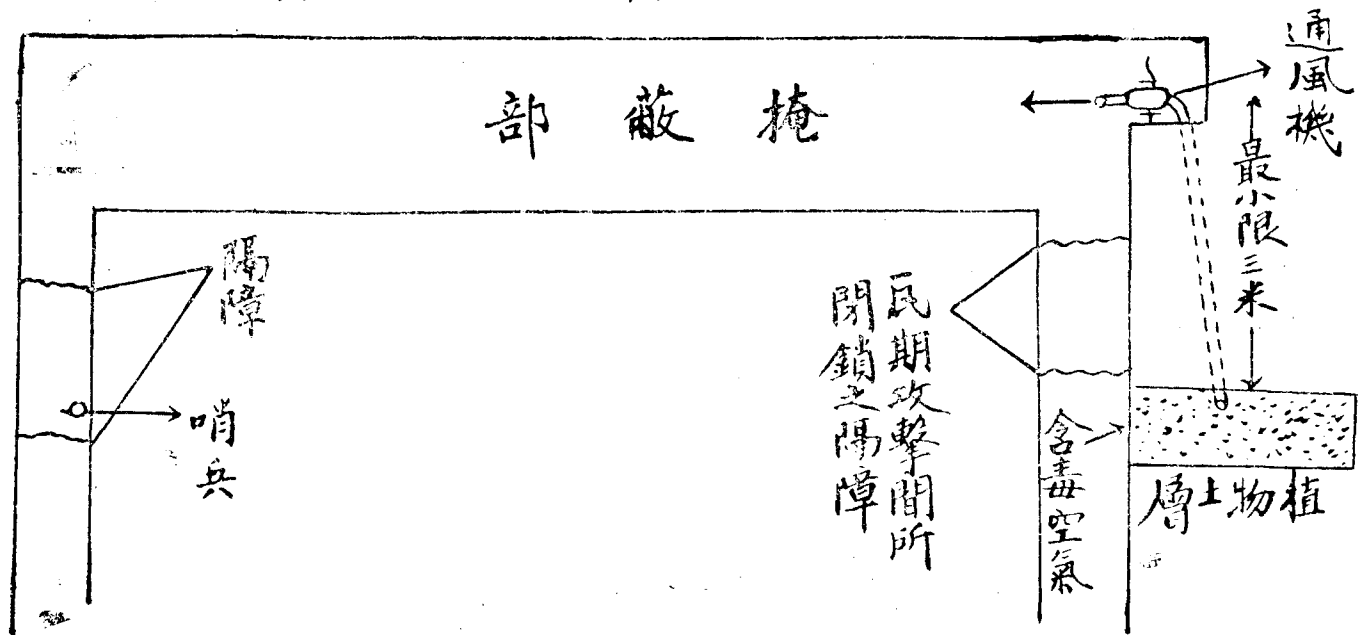 通風機
最小限三米
掩蔽部
隔障
哨兵
瓦期攻擊間所
閉鎖之隔障
含毒空氣
植物土層